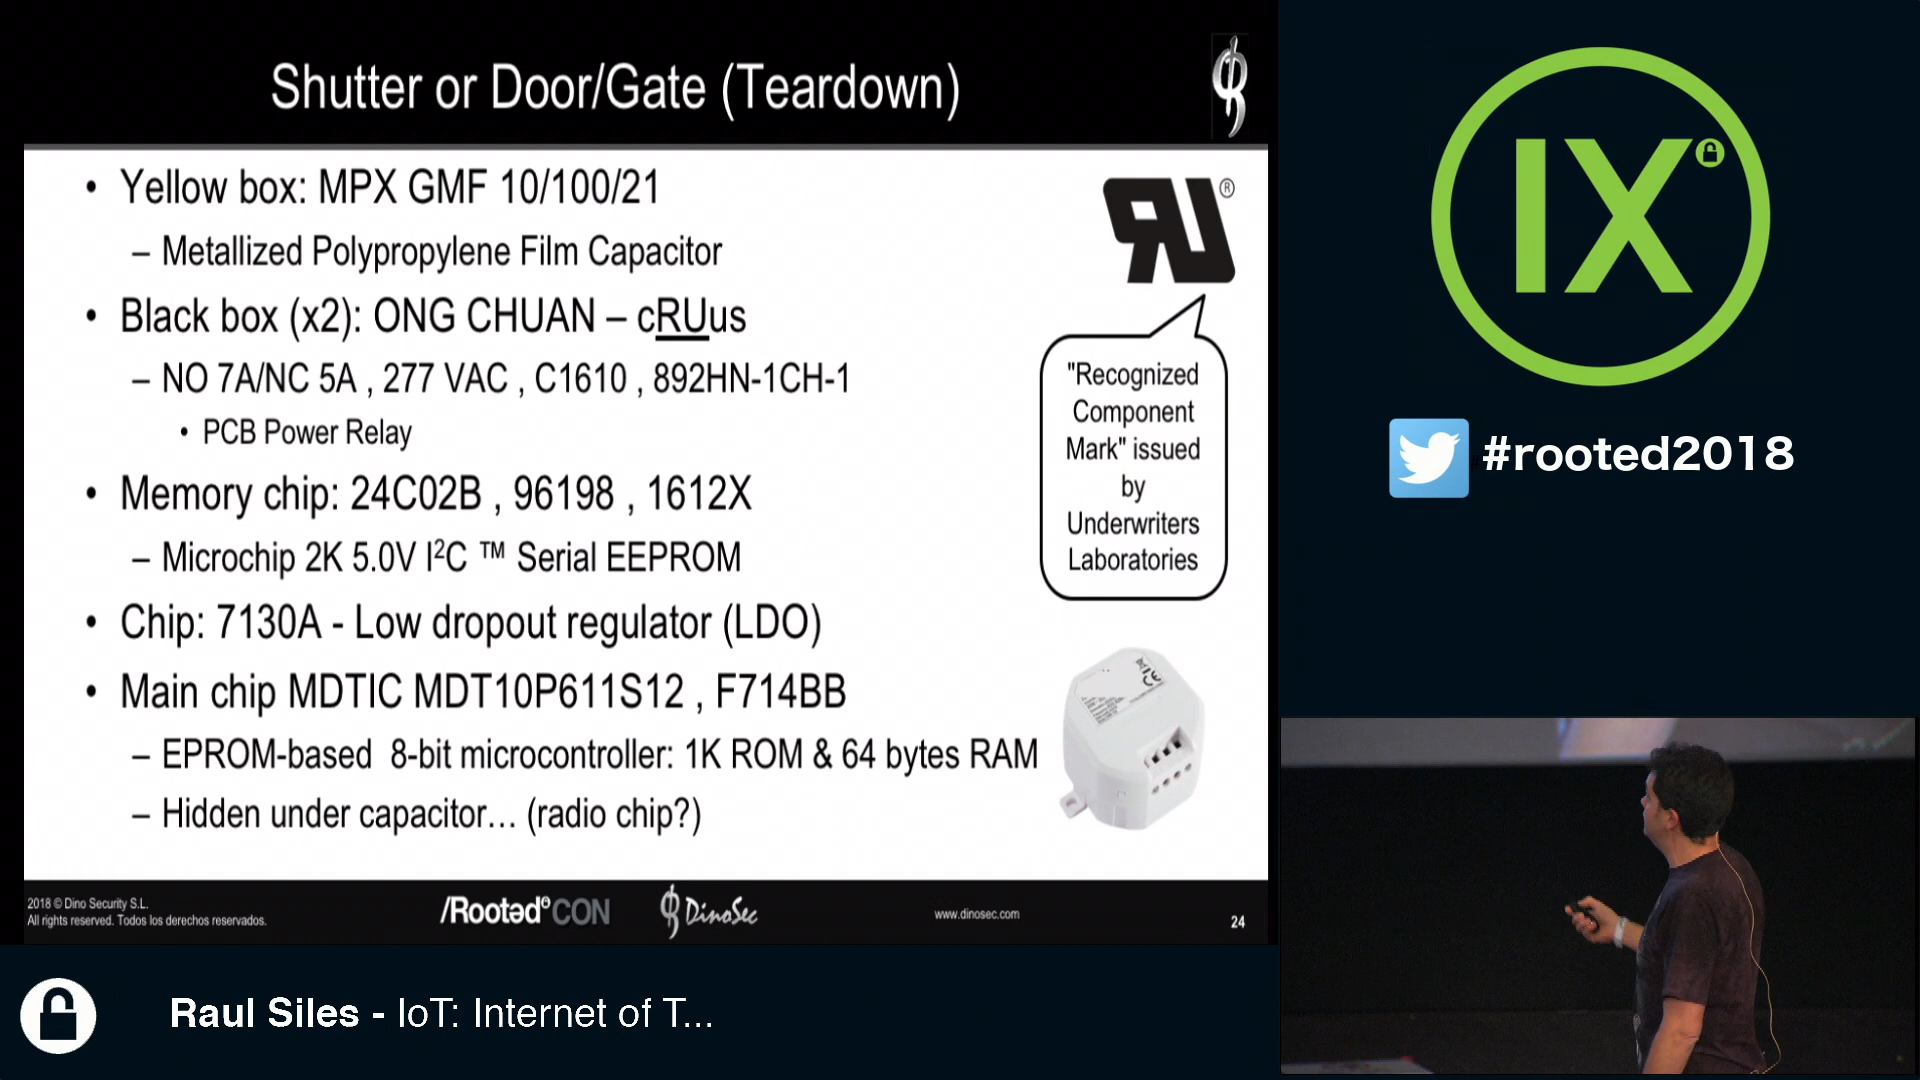 Shutter or Door/Gate (Teardown)
• Yellow box: MPX GMF 10/100/21
– Metallized Polypropylene Film Capacitor
• Black box (x2): ONG CHUAN – cRUus
– NO 7A/NC 5A , 277 VAC , C1610 , 892HN-1CH-1
• PCB Power Relay
• Memory chip: 24C02B , 96198 , 1612X
– Microchip 2K 5.0V I²C ™ Serial EEPROM
• Chip: 7130A - Low dropout regulator (LDO)
• Main chip MDTIC MDT10P611S12 , F714BB
– EPROM-based 8-bit microcontroller: 1K ROM & 64 bytes RAM
– Hidden under capacitor... (radio chip?)
RU®
"Recognized
Component
Mark" issued
by
Underwriters
Laboratories
CE
2018 © Dino Security S.L.
All rights reserved. Todos los derechos reservados.
/Rooted CON
DinoSec
www.dinosec.com
24
IX
#rooted2018
Raul Siles - IoT: Internet of T...